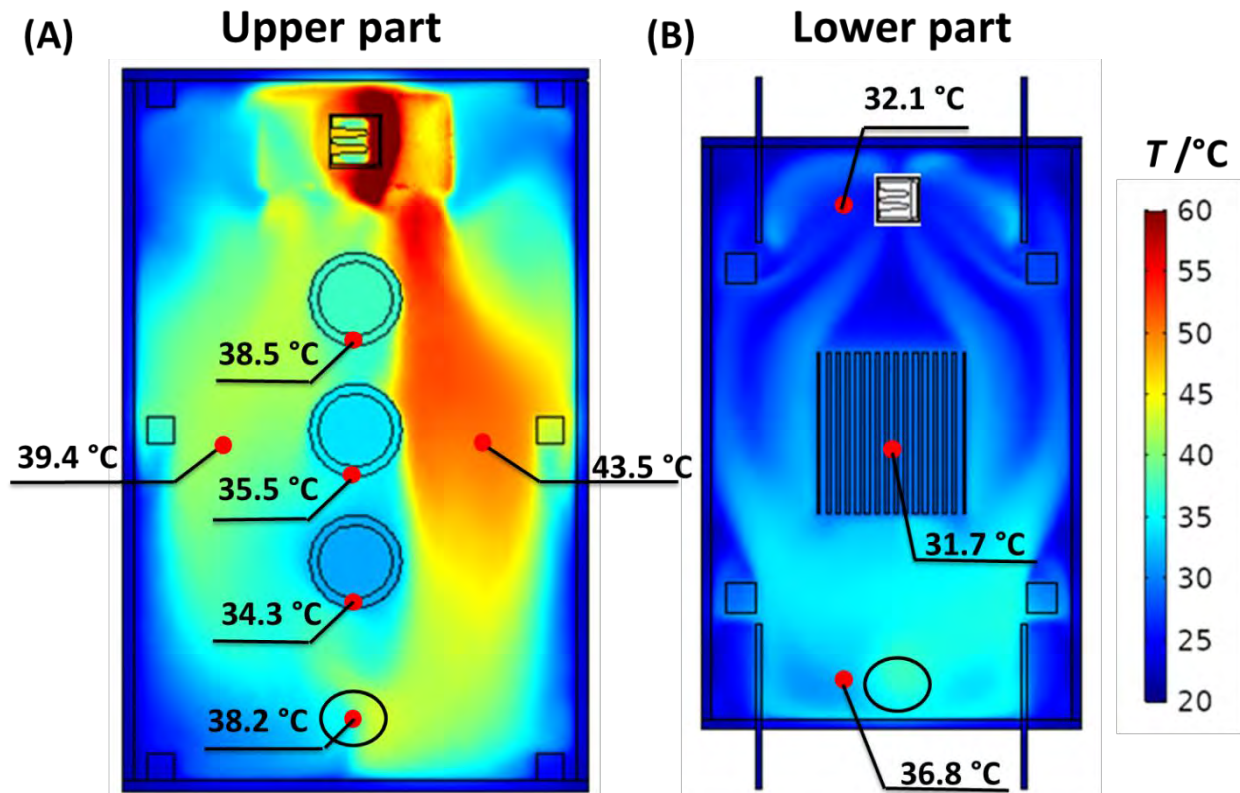 (A) Upper part
(B) Lower part
32.1 °C
T /°C
60
55
50
45
40
35
30
25
20
38.5 °C
39.4 °C
35.5 °C
43.5 °C
34.3 °C
38.2 °C
31.7 °C
36.8 °C